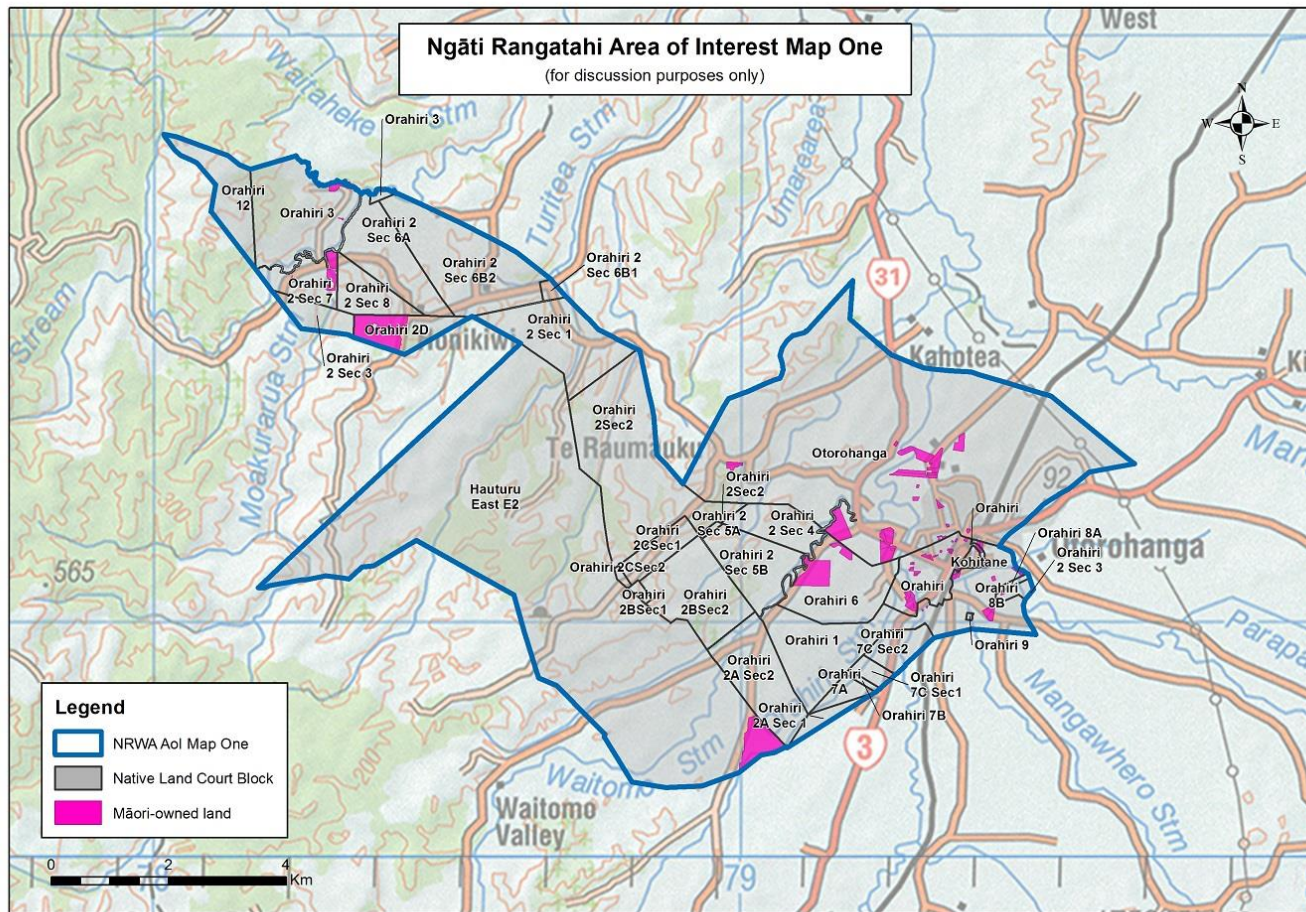 Ngāti Rangatahi Area of Interest Map One
(for discussion purposes only)
West
N
W
E
S
Waitaheke
Stm
Orahiri 3
Turitea Stm
Umarearea
Orahiri
12
Orahiri 3
Orahiri 2
Sec 6A
Orahiri 2
Sec 6B2
Orahiri 2
Sec 6B1
31
Orahiri
2 Sec 7
Orahiri
2 Sec 8
Orahiri 2D
Orahiri
2 Sec 1
Stream
Orahiri
2 Sec 3
Kahotea
Moakurarua Stm
Orahiri
2Sec2
Te Raumauku
Otorohanga
92
Hauturu
East E2
Orahiri
2Sec2
Orahiri
Orahiri 2
Sec 5A
Orahiri
2 Sec 4
Orahiri
2CSec1
Orahiri 8A
Orahiri
2 Sec 3
Kohitane
Orahiri 2CSec2
Orahiri 2
Sec 5B
.565
Orahiri
2BSec1
Orahiri
2BSec2
Orahiri 6
Orahiri
Orahiri
8B
Orahiri 1
Orahiri
7C Sec2
Orahiri 9
Orahiri
2A Sec2
Orahiri
7A
Orahiri
7C Sec1
Orahiri 7B
Orahiri
2A Sec 1
Mangawhero Stm
3
Waitomo
Stm
Waitomo
Valley
79
Legend
NRWA AoI Map One
Native Land Court Block
Māori-owned land
0
2
4
Km